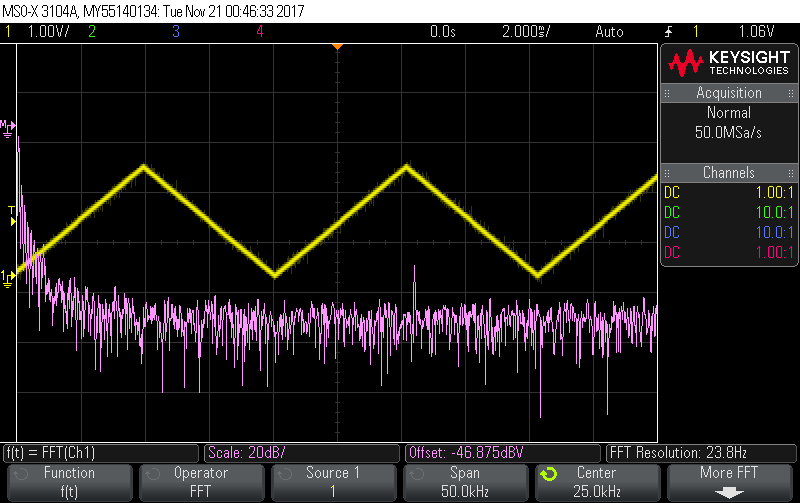 MSO-X 3104A, MY55140134: Tue Nov 21 00:46:33 2017
1 1.00V/ 2 3 4 0.0s 2.000ms/ Auto 1 1.06V
KEYSIGHT
TECHNOLOGIES
Acquisition
Normal
50.0MSa/s
Channels
DC 1.00:1
DC 10.0:1
DC 10.0:1
DC 1.00:1
M
T
1
f(t) = FFT(Ch1) Scale: 20dB/ Offset: -46.875dBV FFT Resolution: 23.8Hz
Function Operator Source 1 Span Center More FFT
f(t) FFT 1 50.0kHz 25.0kHz